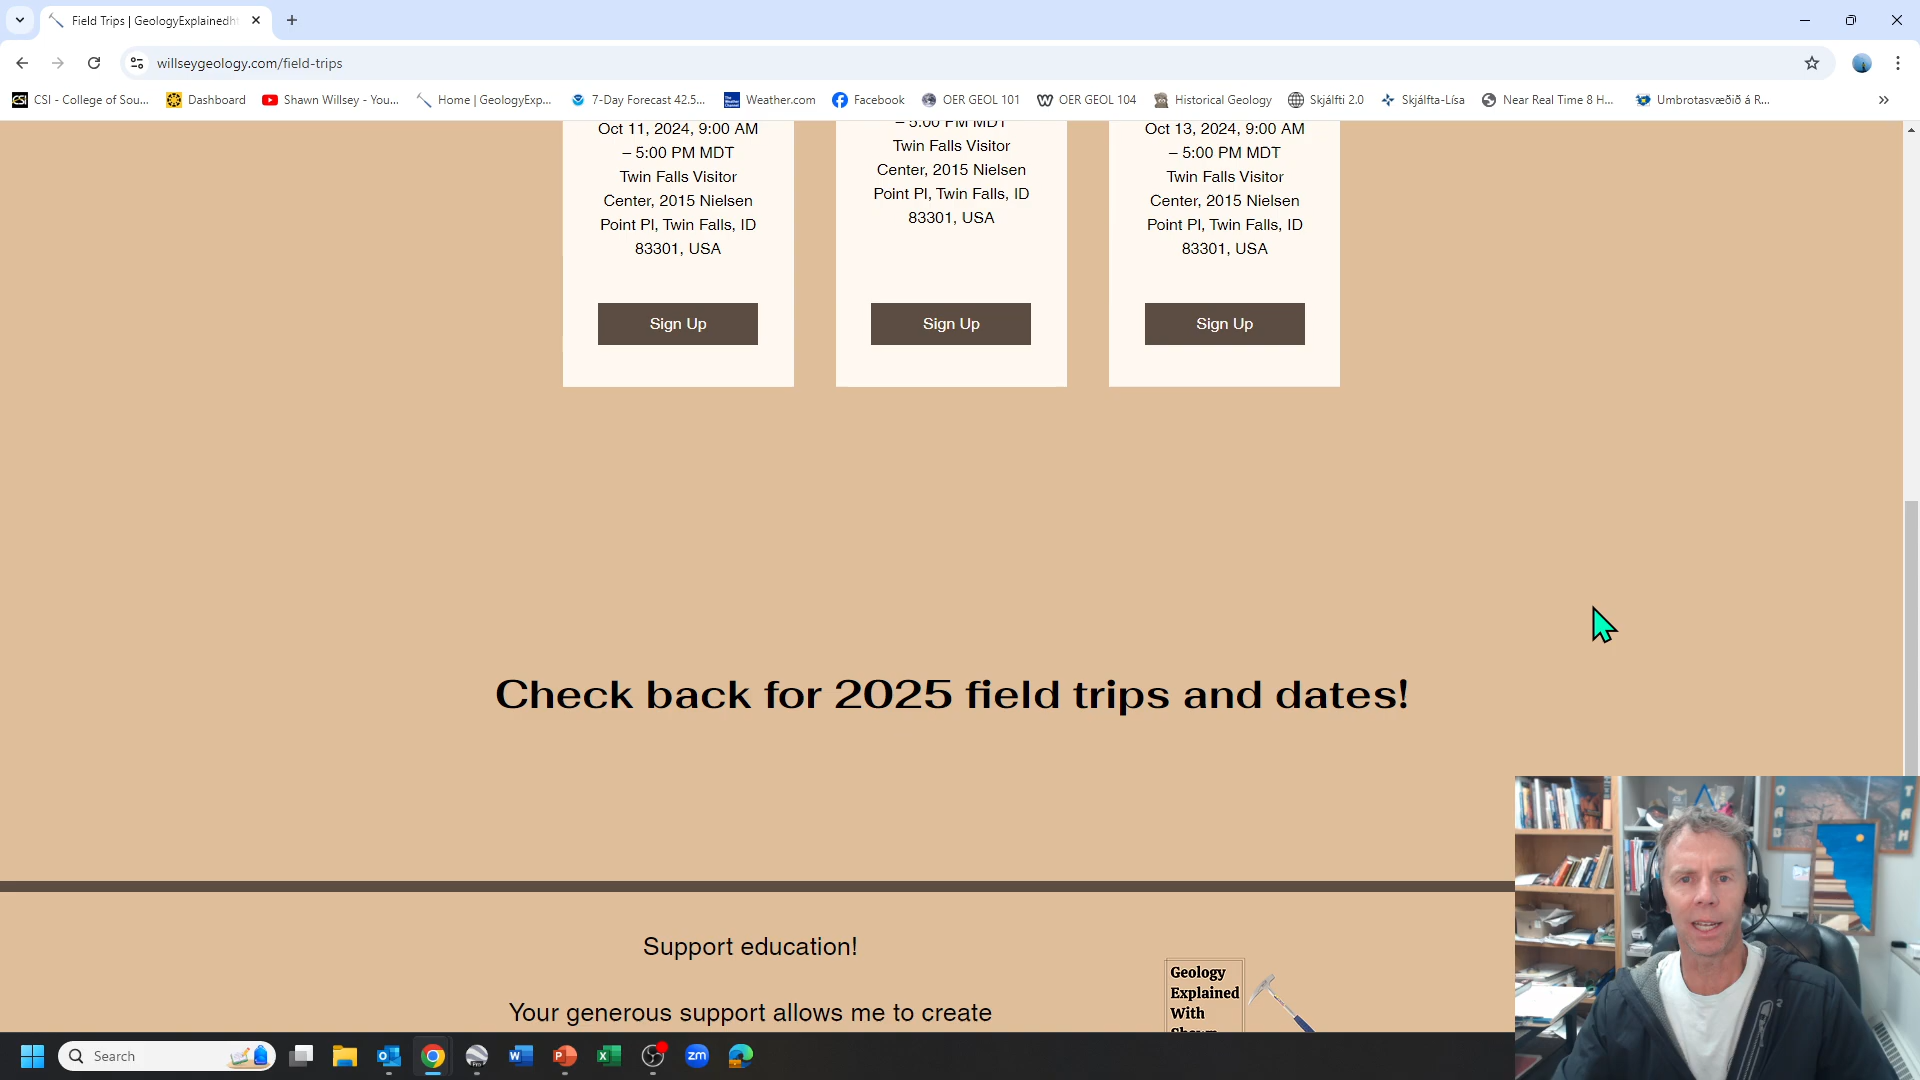 Field Trips | GeologyExplained
willseygeology.com/field-trips
CSI - College of Sou...
Dashboard
Shawn Willsey - You...
Home | GeologyExp...
7-Day Forecast 42.5...
Weather.com
Facebook
OER GEOL 101
OER GEOL 104
Historical Geology
Skjálfti 2.0
Skjálfta-Lísa
Near Real Time 8 H...
Umbrotasvæðið á R...
Oct 11, 2024, 9:00 AM
– 5:00 PM MDT
Twin Falls Visitor
Center, 2015 Nielsen
Point Pl, Twin Falls, ID
83301, USA
Sign Up
– 5:00 PM MDT
Twin Falls Visitor
Center, 2015 Nielsen
Point Pl, Twin Falls, ID
83301, USA
Sign Up
Oct 13, 2024, 9:00 AM
– 5:00 PM MDT
Twin Falls Visitor
Center, 2015 Nielsen
Point Pl, Twin Falls, ID
83301, USA
Sign Up
Check back for 2025 field trips and dates!
Support education!
Your generous support allows me to create
Geology
Explained
With
Search